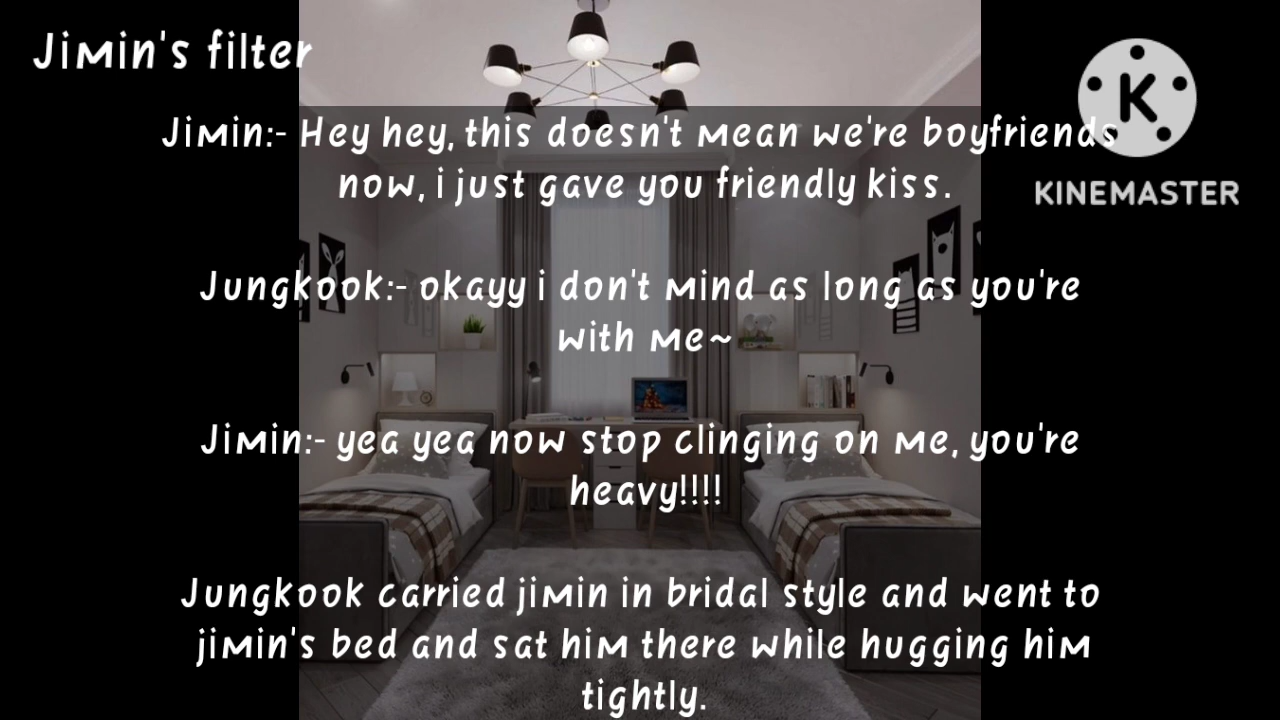 Jimin's filter
Jimin:- Hey hey, this doesn't mean we're boyfriends
now, i just gave you friendly kiss.
Jungkook:- okayy i don't mind as long as you're
with me~
Jimin:- yea yea now stop clinging on me, you're
heavy!!!!
Jungkook carried jimin in bridal style and went to
jimin's bed and sat him there while hugging him
tightly.
K
KINEMASTER